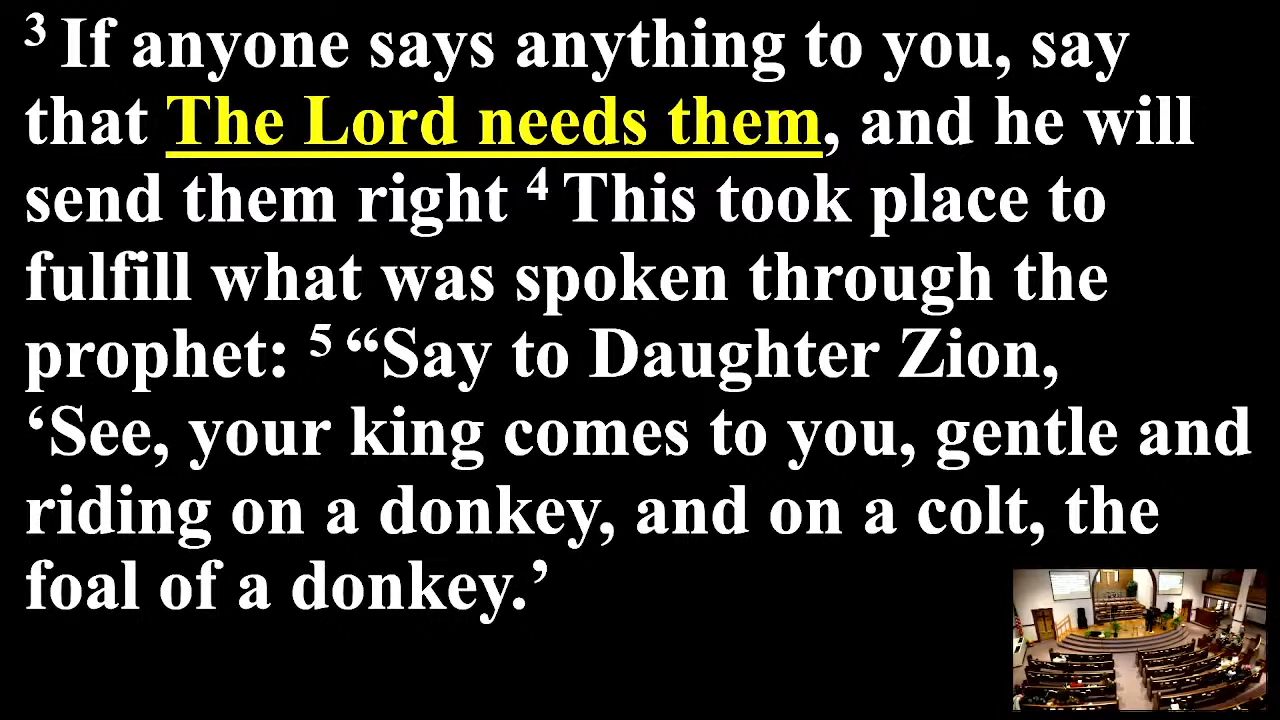 3 If anyone says anything to you, say
that The Lord needs them, and he will
send them right 4 This took place to
fulfill what was spoken through the
prophet: 5 “Say to Daughter Zion,
‘See, your king comes to you, gentle and
riding on a donkey, and on a colt, the
foal of a donkey.’